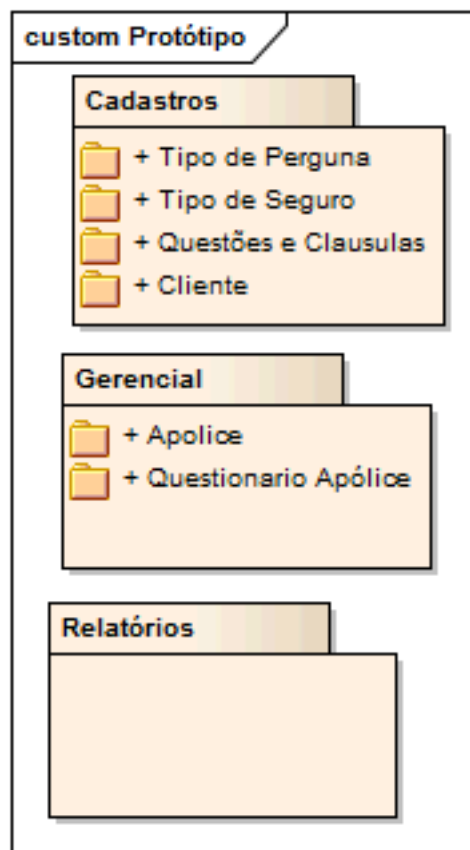 custom Protótipo
Cadastros
+ Tipo de Perguna
+ Tipo de Seguro
+ Questões e Clausulas
+ Cliente
Gerencial
+ Apolice
+ Questionario Apólice
Relatórios